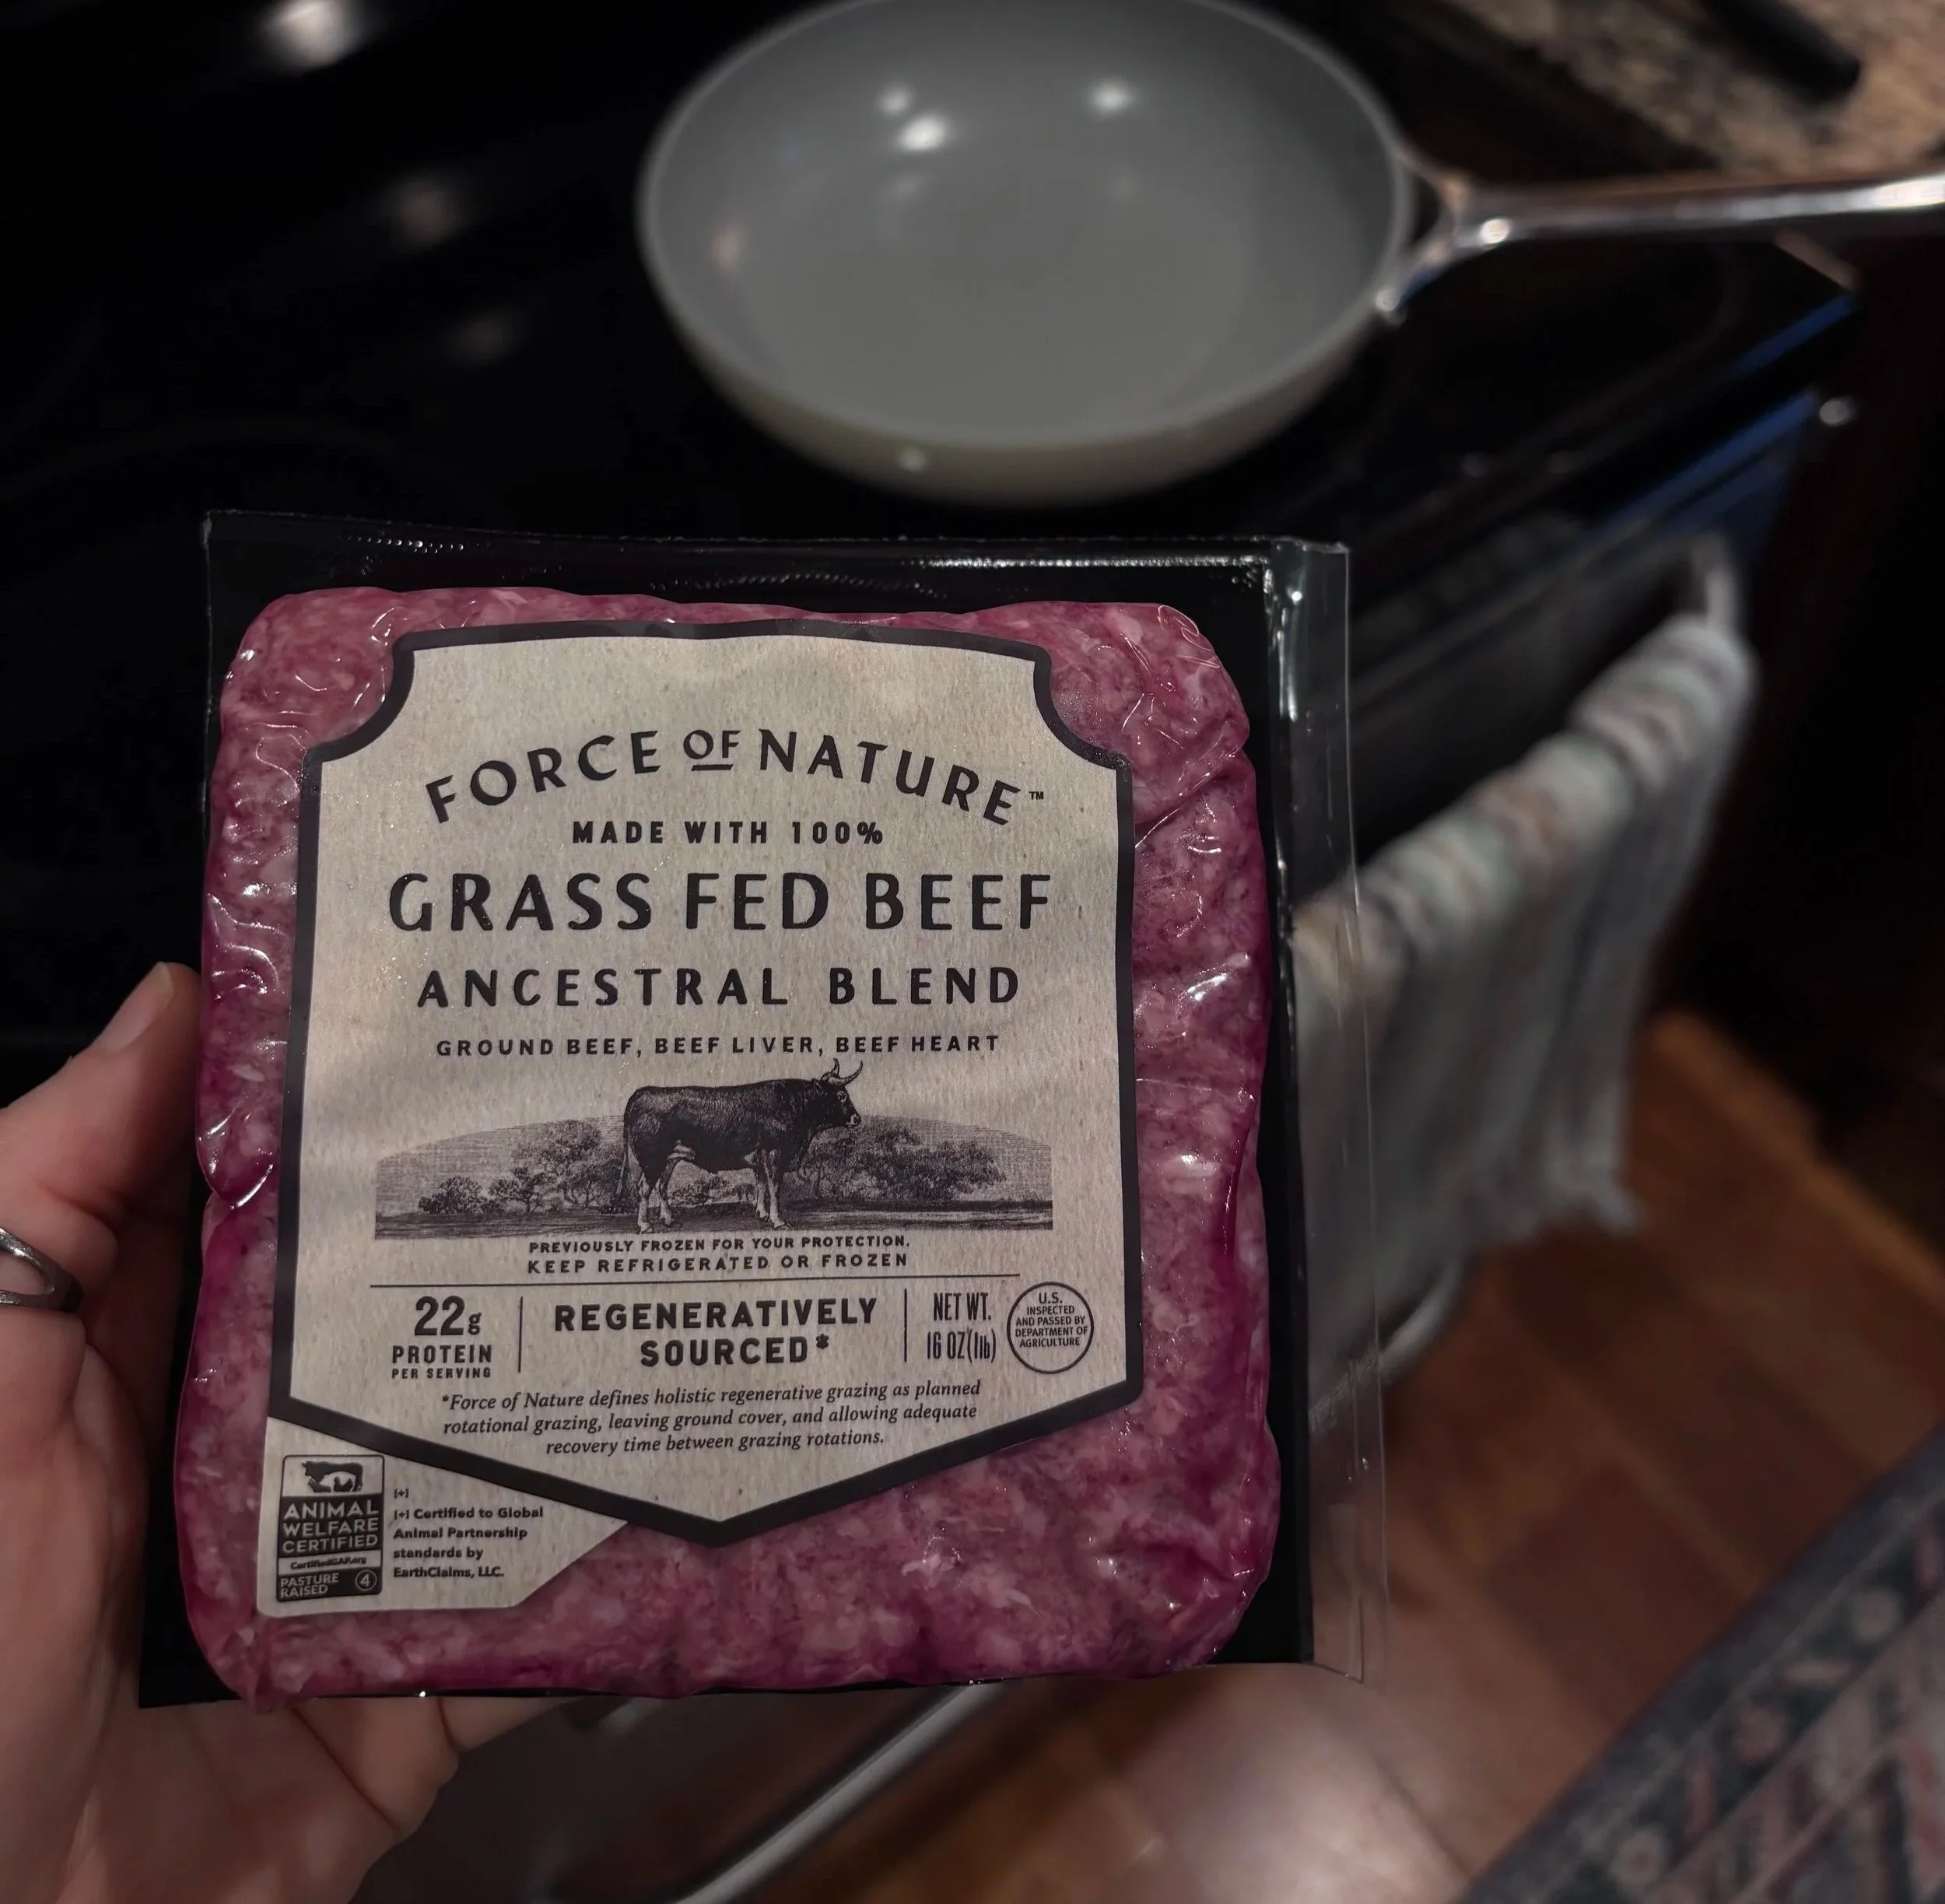 FORCE OF NATURE™
MADE WITH 100%
GRASS FED BEEF
ANCESTRAL BLEND
GROUND BEEF, BEEF LIVER, BEEF HEART
PREVIOUSLY FROZEN FOR YOUR PROTECTION.
KEEP REFRIGERATED OR FROZEN
22g
PROTEIN
PER SERVING
REGENERATIVELY
SOURCED*
NET WT.
16 OZ (1lb)
U.S.
INSPECTED
AND PASSED BY
DEPARTMENT OF
AGRICULTURE
*Force of Nature defines holistic regenerative grazing as planned
rotational grazing, leaving ground cover, and allowing adequate
recovery time between grazing rotations.
ANIMAL
WELFARE
CERTIFIED
CertifiedGAP.org
PASTURE
RAISED
4
[+]
[+] Certified to Global
Animal Partnership
standards by
EarthClaims, LLC.